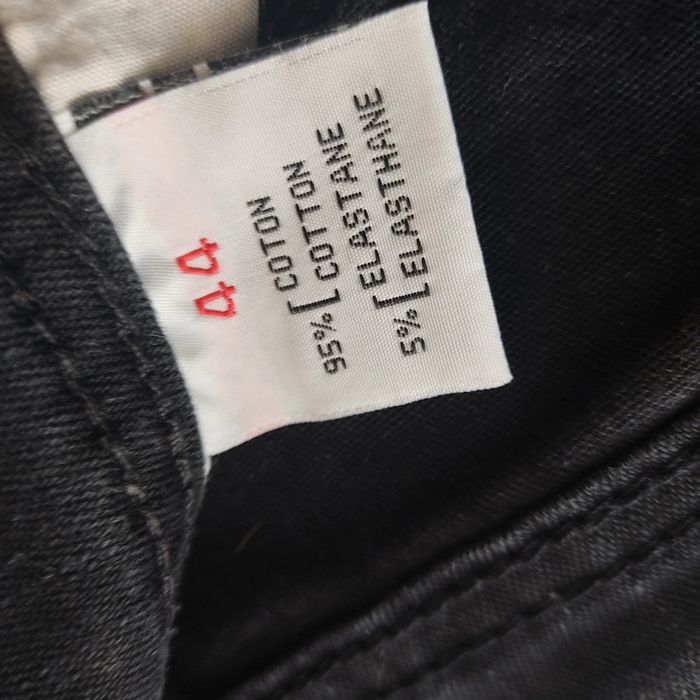 44
95% [ COTON
COTTON
5% [ ELASTANE
ELASTHANE